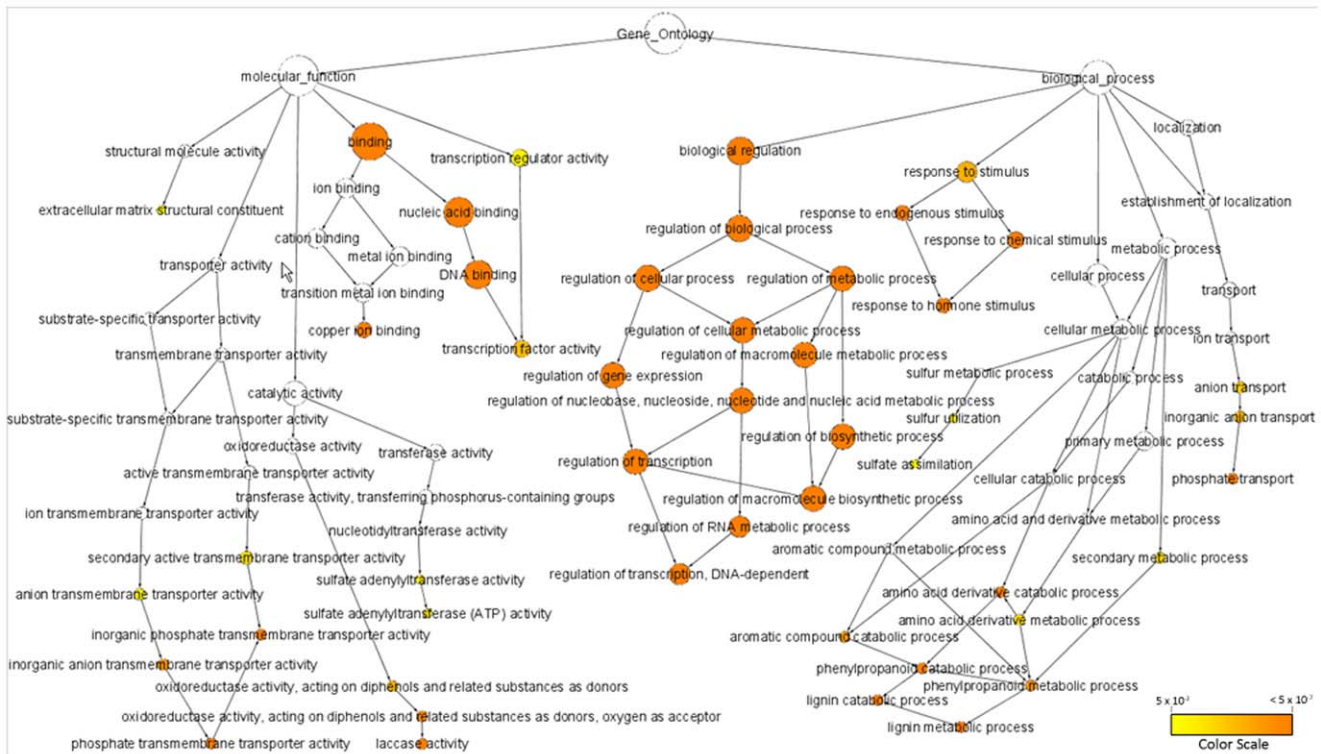 Gene_Ontology
molecular_function
biological_process
structural molecule activity
binding
transcription regulator activity
biological regulation
localization
response to stimulus
ion binding
extracellular matrix structural constituent
nucleic acid binding
response to endogenous stimulus
establishment of localization
regulation of biological process
cation binding
response to chemical stimulus
metal ion binding
metabolic process
transporter activity
DNA binding
regulation of cellular process
regulation of metabolic process
cellular process
transition metal ion binding
transport
response to hormone stimulus
substrate-specific transporter activity
copper ion binding
regulation of cellular metabolic process
cellular metabolic process
ion transport
transmembrane transporter activity
transcription factor activity
regulation of macromolecule metabolic process
regulation of gene expression
sulfur metabolic process
catabolic process
catalytic activity
anion transport
regulation of nucleobase, nucleoside, nucleotide and nucleic acid metabolic process
substrate-specific transmembrane transporter activity
sulfur utilization
inorganic anion transport
oxidoreductase activity
transferase activity
regulation of biosynthetic process
primary metabolic process
regulation of transcription
sulfate assimilation
active transmembrane transporter activity
cellular catabolic process
phosphate transport
transferase activity, transferring phosphorus-containing groups
regulation of macromolecule biosynthetic process
ion transmembrane transporter activity
nucleotidyltransferase activity
regulation of RNA metabolic process
amino acid and derivative metabolic process
aromatic compound metabolic process
secondary active transmembrane transporter activity
secondary metabolic process
sulfate adenylyltransferase activity
regulation of transcription, DNA-dependent
anion transmembrane transporter activity
amino acid derivative catabolic process
sulfate adenylyltransferase (ATP) activity
amino acid derivative metabolic process
inorganic phosphate transmembrane transporter activity
aromatic compound catabolic process
inorganic anion transmembrane transporter activity
phenylpropanoid catabolic process
oxidoreductase activity, acting on diphenols and related substances as donors
phenylpropanoid metabolic process
lignin catabolic process
5 x 10⁻²
< 5 x 10⁻⁷
oxidoreductase activity, acting on diphenols and related substances as donors, oxygen as acceptor
lignin metabolic process
phosphate transmembrane transporter activity
laccase activity
Color Scale